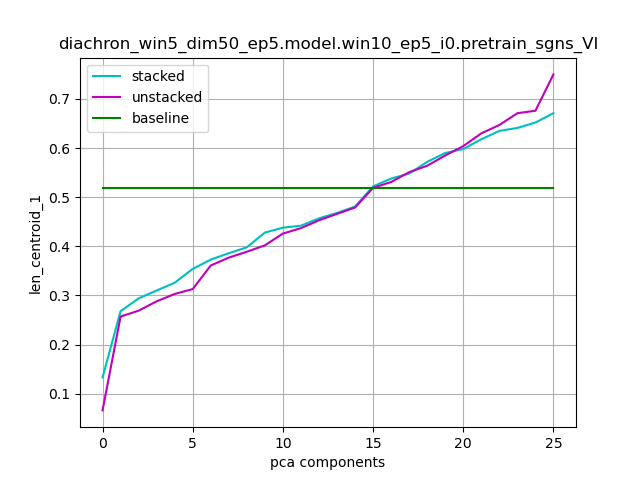 diachron_win5_dim50_ep5.model.win10_ep5_i0.pretrain_sgns_VI
stacked
unstacked
baseline
len_centroid_1
0.7
0.6
0.5
0.4
0.3
0.2
0.1
0 5 10 15 20 25
pca components